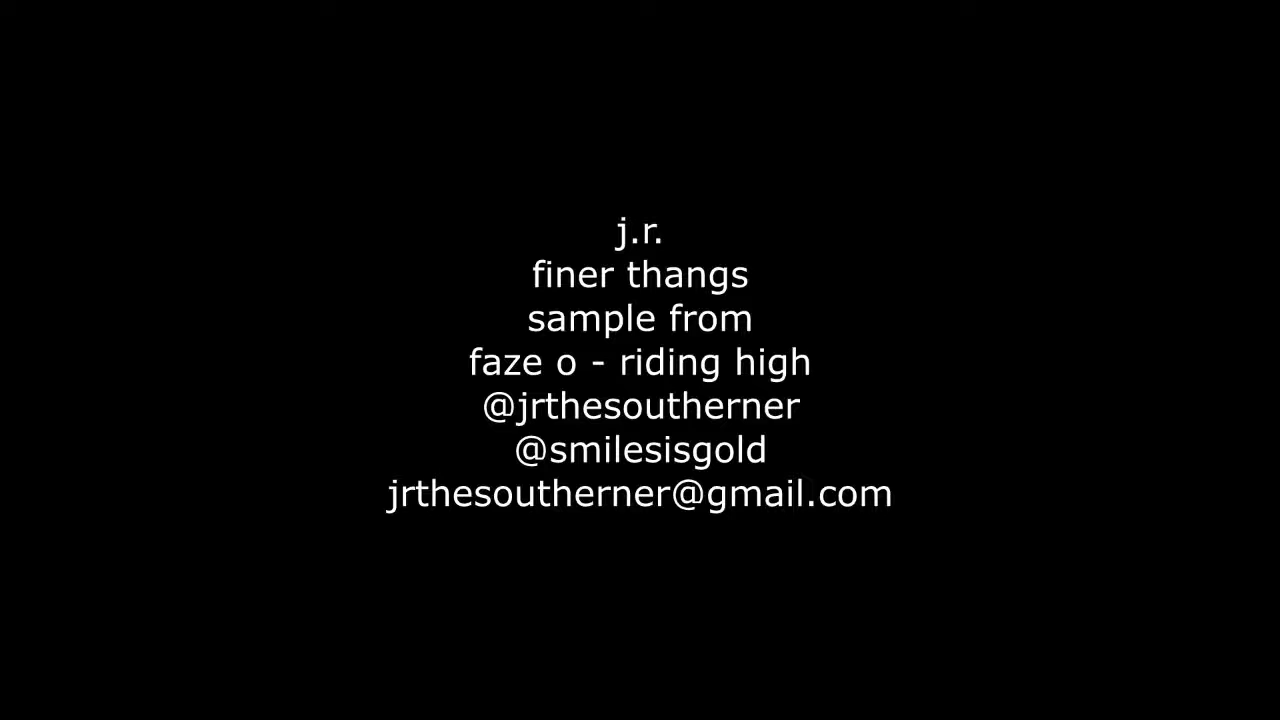 j.r.
finer thangs
sample from
faze o - riding high
@jrthesoutherner
@smilesisgold
jrthesoutherner@gmail.com